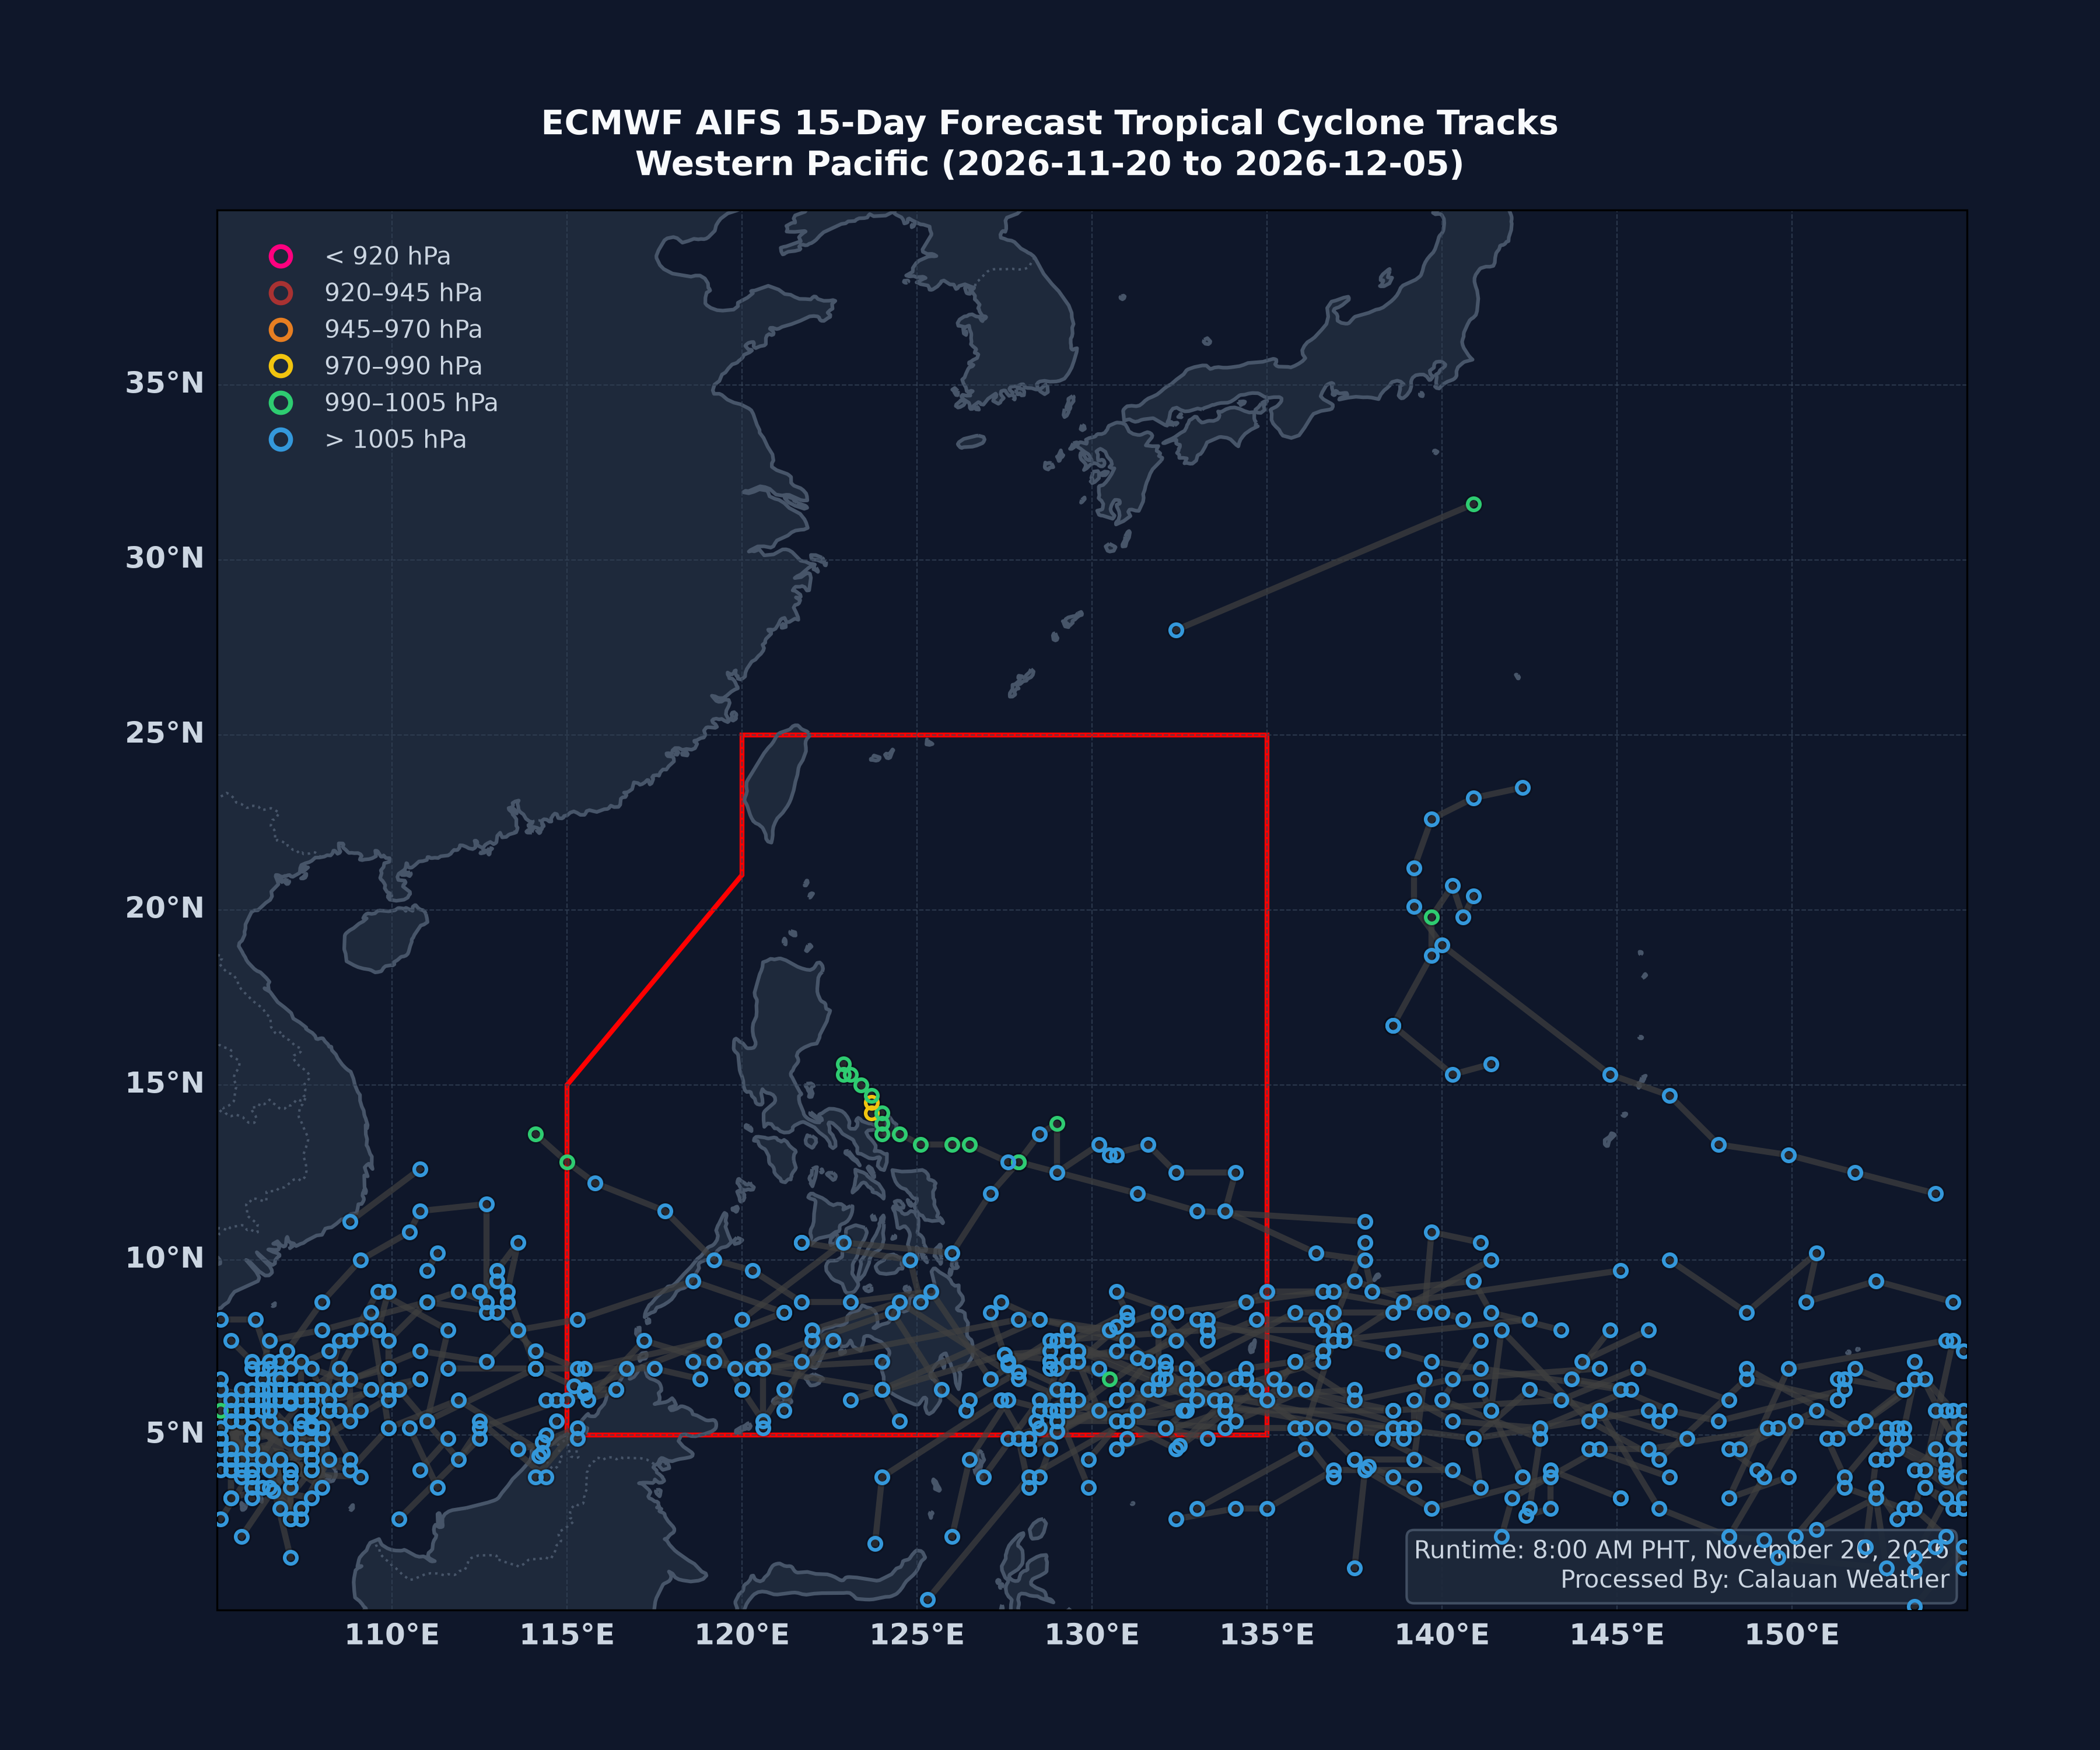 ECMWF AIFS 15-Day Forecast Tropical Cyclone Tracks
Western Pacific (2026-11-20 to 2026-12-05)
< 920 hPa
920–945 hPa
945–970 hPa
970–990 hPa
990–1005 hPa
> 1005 hPa
35°N
30°N
25°N
20°N
15°N
10°N
5°N
Runtime: 8:00 AM PHT, November 20, 2026
Processed By: Calauan Weather
110°E
115°E
120°E
125°E
130°E
135°E
140°E
145°E
150°E